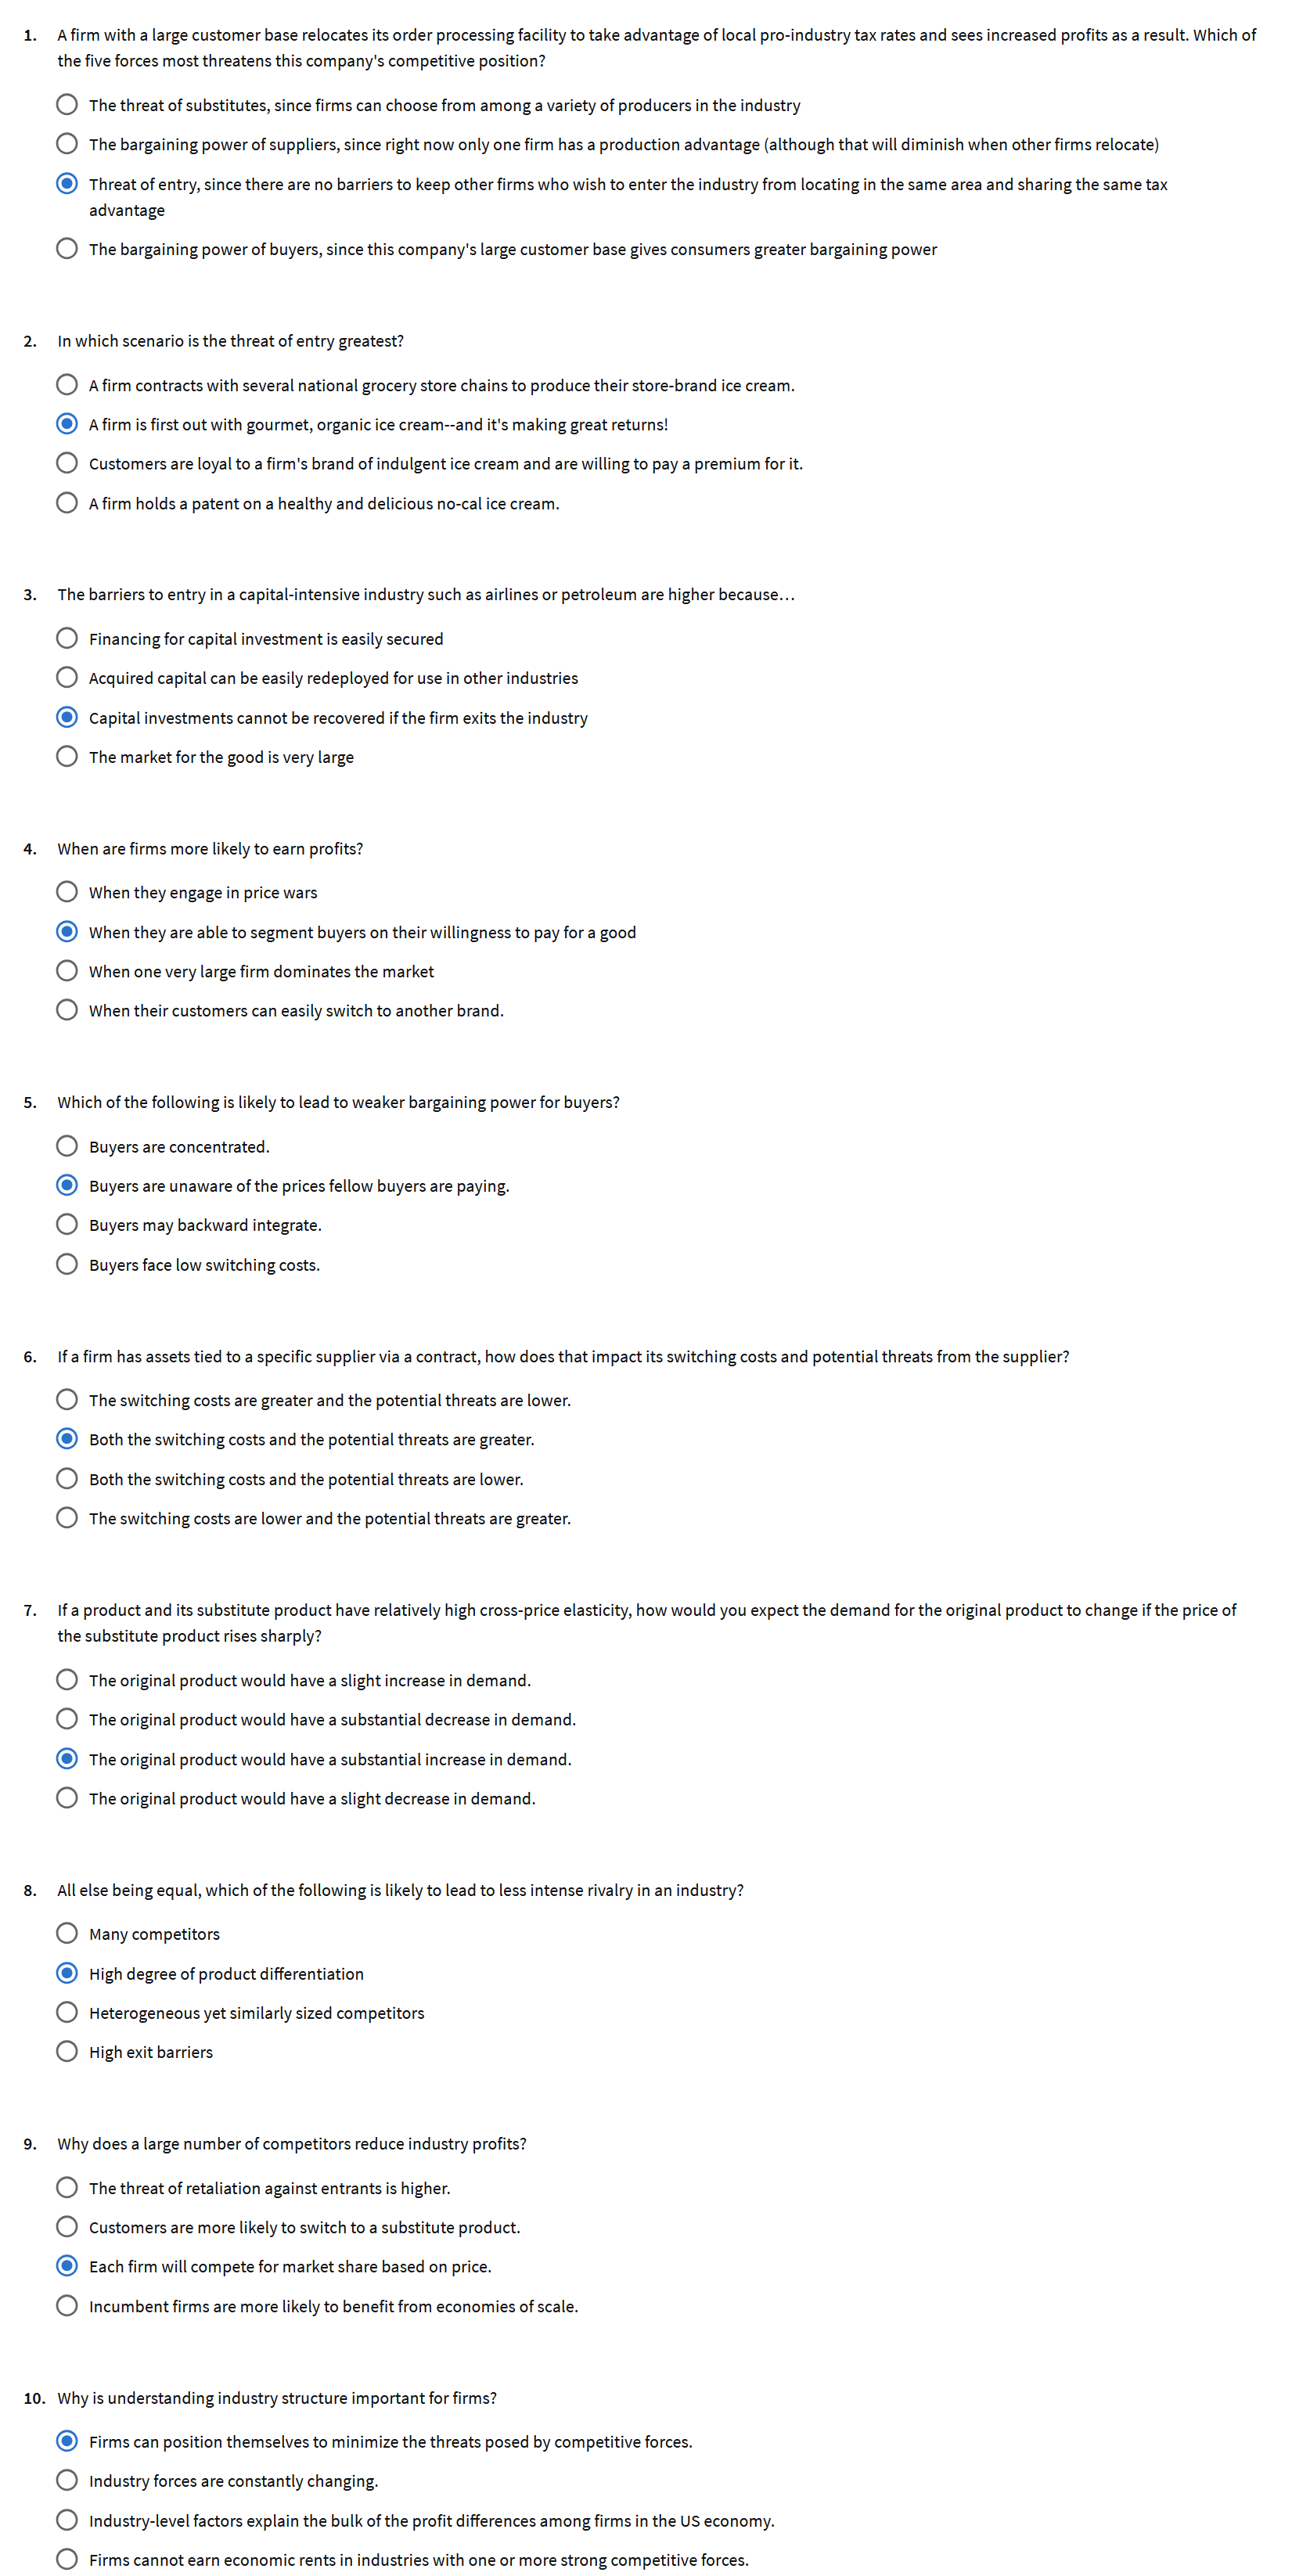 1. A firm with a large customer base relocates its order processing facility to take advantage of local pro-industry tax rates and sees increased profits as a result. Which of
the five forces most threatens this company's competitive position?
The threat of substitutes, since firms can choose from among a variety of producers in the industry
The bargaining power of suppliers, since right now only one firm has a production advantage (although that will diminish when other firms relocate)
Threat of entry, since there are no barriers to keep other firms who wish to enter the industry from locating in the same area and sharing the same tax
advantage
The bargaining power of buyers, since this company's large customer base gives consumers greater bargaining power
2. In which scenario is the threat of entry greatest?
A firm contracts with several national grocery store chains to produce their store-brand ice cream.
A firm is first out with gourmet, organic ice cream--and it's making great returns!
Customers are loyal to a firm's brand of indulgent ice cream and are willing to pay a premium for it.
A firm holds a patent on a healthy and delicious no-cal ice cream.
3. The barriers to entry in a capital-intensive industry such as airlines or petroleum are higher because…
Financing for capital investment is easily secured
Acquired capital can be easily redeployed for use in other industries
Capital investments cannot be recovered if the firm exits the industry
The market for the good is very large
4. When are firms more likely to earn profits?
When they engage in price wars
When they are able to segment buyers on their willingness to pay for a good
When one very large firm dominates the market
When their customers can easily switch to another brand.
5. Which of the following is likely to lead to weaker bargaining power for buyers?
Buyers are concentrated.
Buyers are unaware of the prices fellow buyers are paying.
Buyers may backward integrate.
Buyers face low switching costs.
6. If a firm has assets tied to a specific supplier via a contract, how does that impact its switching costs and potential threats from the supplier?
The switching costs are greater and the potential threats are lower.
Both the switching costs and the potential threats are greater.
Both the switching costs and the potential threats are lower.
The switching costs are lower and the potential threats are greater.
7. If a product and its substitute product have relatively high cross-price elasticity, how would you expect the demand for the original product to change if the price of
the substitute product rises sharply?
The original product would have a slight increase in demand.
The original product would have a substantial decrease in demand.
The original product would have a substantial increase in demand.
The original product would have a slight decrease in demand.
8. All else being equal, which of the following is likely to lead to less intense rivalry in an industry?
Many competitors
High degree of product differentiation
Heterogeneous yet similarly sized competitors
High exit barriers
9. Why does a large number of competitors reduce industry profits?
The threat of retaliation against entrants is higher.
Customers are more likely to switch to a substitute product.
Each firm will compete for market share based on price.
Incumbent firms are more likely to benefit from economies of scale.
10. Why is understanding industry structure important for firms?
Firms can position themselves to minimize the threats posed by competitive forces.
Industry forces are constantly changing.
Industry-level factors explain the bulk of the profit differences among firms in the US economy.
Firms cannot earn economic rents in industries with one or more strong competitive forces.